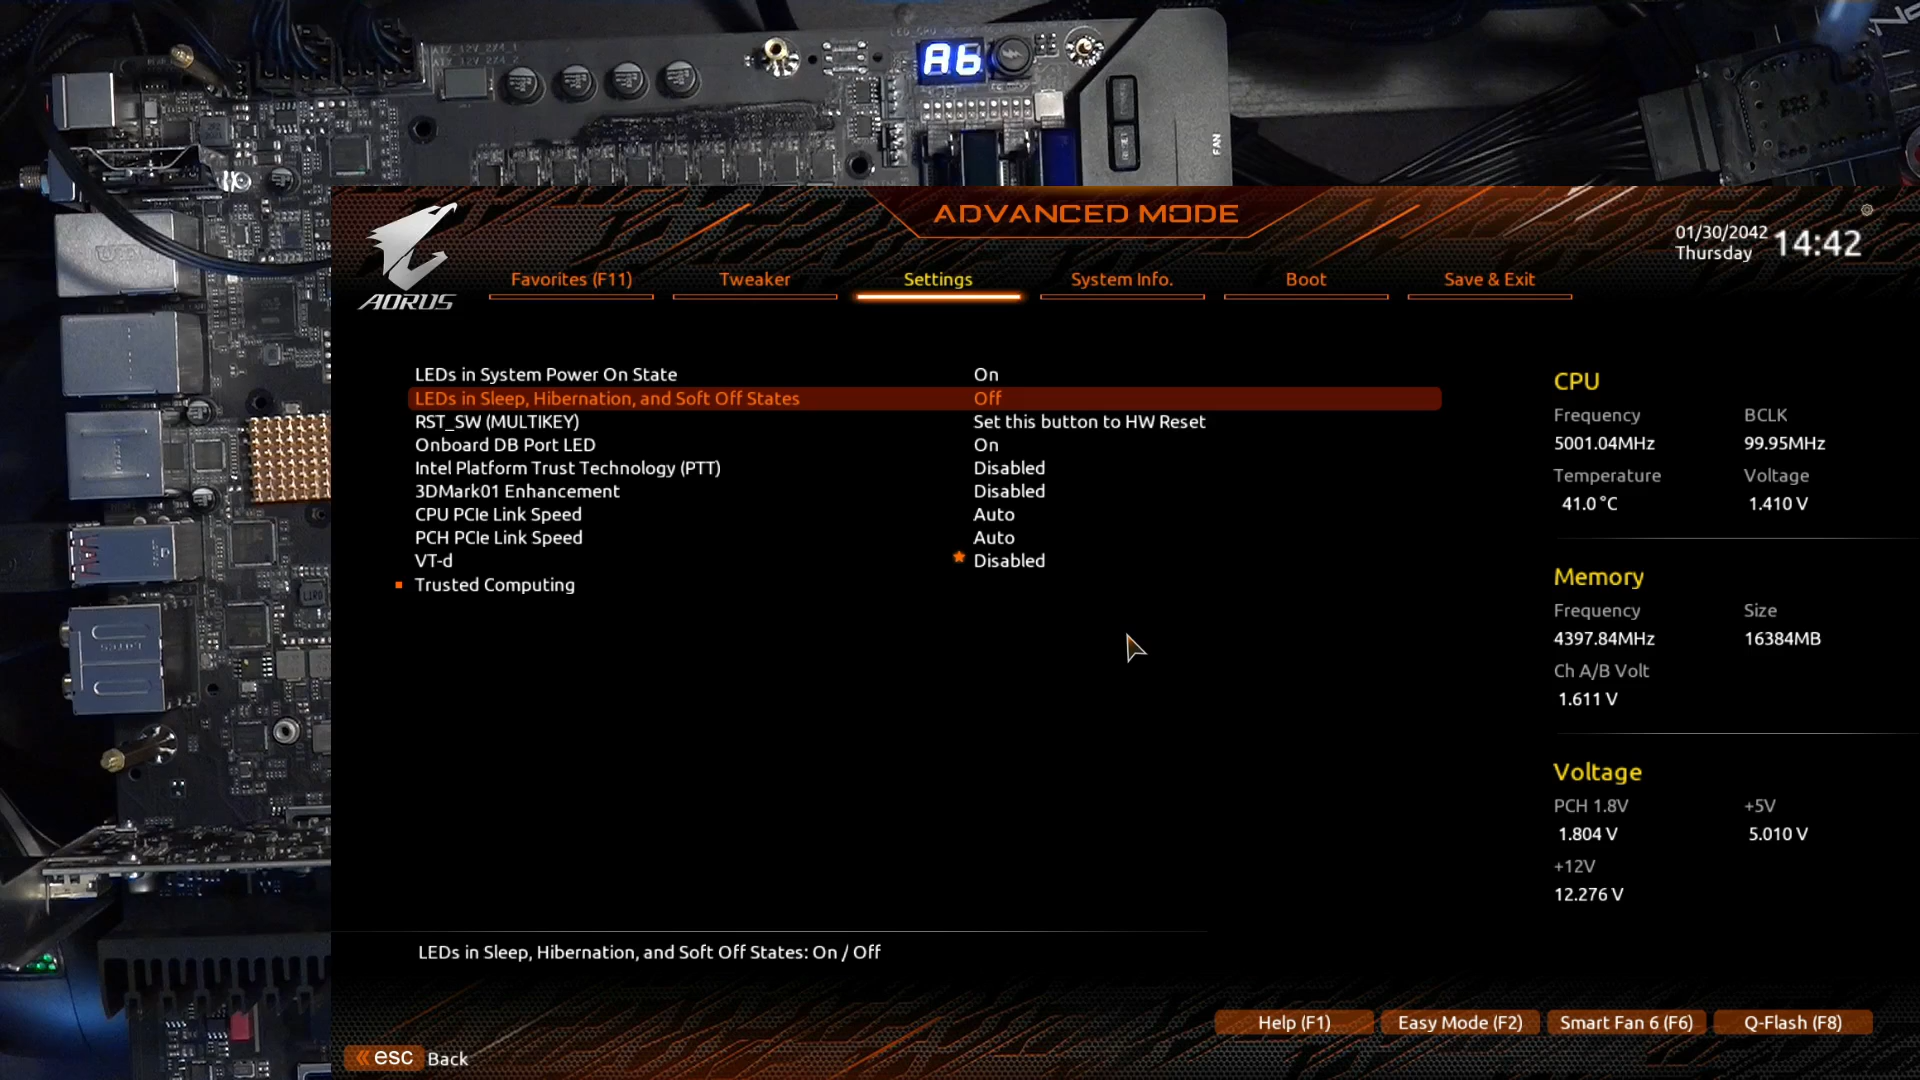 ATX_12V_2X4_1
ATX_12V_2X4_2
A6
FAN
ADVANCED MODE
01/30/2042
Thursday
14:42
AORUS
Favorites (F11)
Tweaker
Settings
System Info.
Boot
Save & Exit
LEDs in System Power On State On
LEDs in Sleep, Hibernation, and Soft Off States Off
RST_SW (MULTIKEY) Set this button to HW Reset
Onboard DB Port LED On
Intel Platform Trust Technology (PTT) Disabled
3DMark01 Enhancement Disabled
CPU PCIe Link Speed Auto
PCH PCIe Link Speed Auto
VT-d Disabled
Trusted Computing
CPU
Frequency BCLK
5001.04MHz 99.95MHz
Temperature Voltage
41.0 °C 1.410 V
Memory
Frequency Size
4397.84MHz 16384MB
Ch A/B Volt
1.611 V
Voltage
PCH 1.8V +5V
1.804 V 5.010 V
+12V
12.276 V
LEDs in Sleep, Hibernation, and Soft Off States: On / Off
Help (F1)
Easy Mode (F2)
Smart Fan 6 (F6)
Q-Flash (F8)
esc Back